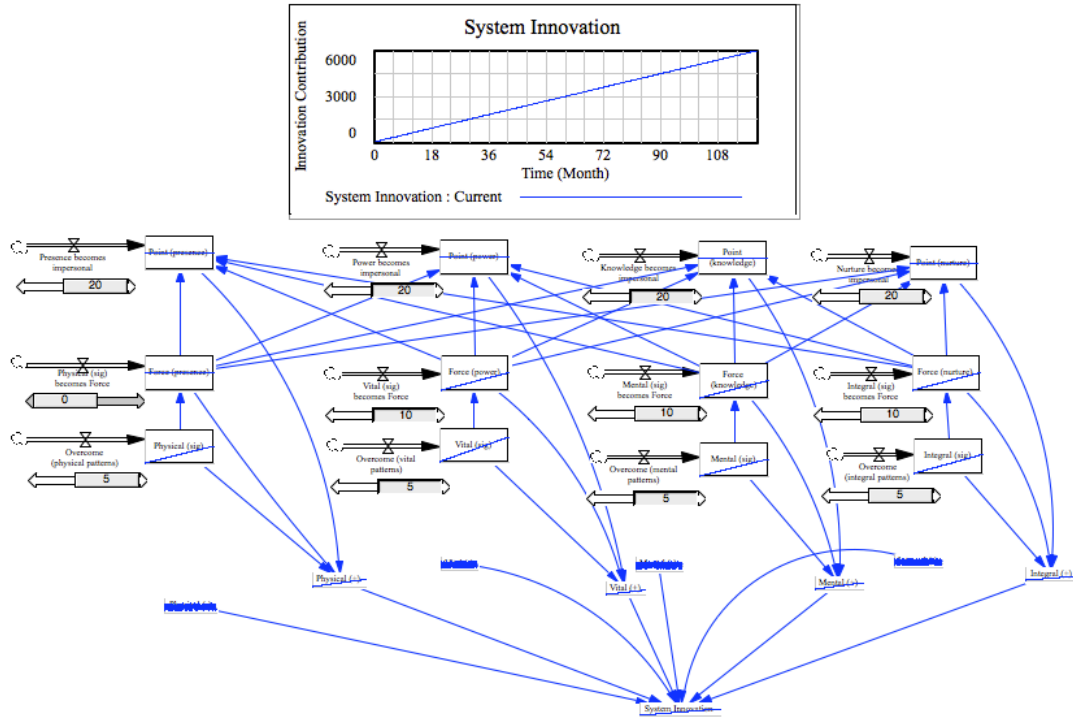 System Innovation
Innovation Contribution
6000
3000
0
0 18 36 54 72 90 108
Time (Month)
System Innovation : Current
Presence becomes
impersonal
20
Point (presence)
Power becomes
impersonal
20
Point (power)
Knowledge becomes
impersonal
20
Point
(knowledge)
Nurture becomes
impersonal
20
Point (nurture)
Physical (sig)
becomes Force
0
Force (presence)
Vital (sig)
becomes Force
10
Force (power)
Mental (sig)
becomes Force
10
Force
(knowledge)
Integral (sig)
becomes Force
10
Force (nurture)
Overcome
(physical patterns)
5
Physical (sig)
Overcome (vital
patterns)
5
Vital (sig)
Overcome (mental
patterns)
5
Mental (sig)
Overcome
(integral patterns)
5
Integral (sig)
Physical (+)
Vital (+)
Mental (+)
Integral (+)
System Innovation